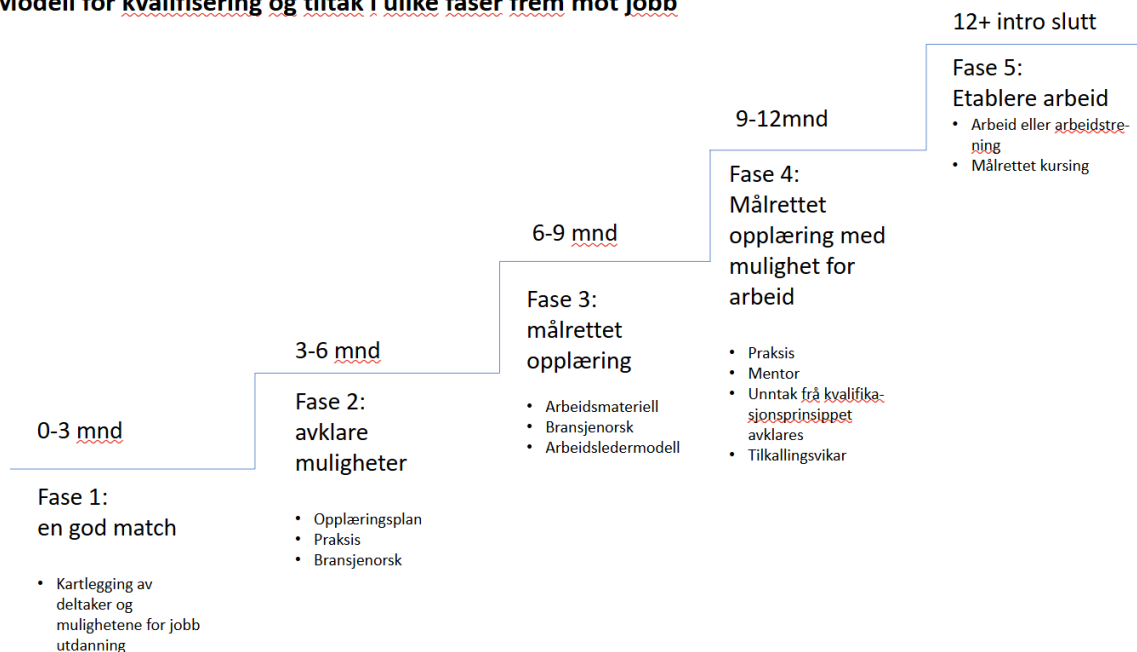 Modell for kvalifisering og tiltak i ulike faser frem mot jobb
0-3 mnd
Fase 1:
en god match
• Kartlegging av
deltaker og
mulighetene for jobb
utdanning
3-6 mnd
Fase 2:
avklare
muligheter
• Opplæringsplan
• Praksis
• Bransjenorsk
6-9 mnd
Fase 3:
målrettet
opplæring
• Arbeidsmateriell
• Bransjenorsk
• Arbeidsledermodell
9-12mnd
Fase 4:
Målrettet
opplæring med
mulighet for
arbeid
• Praksis
• Mentor
• Unntak frå kvalifika-
sjonsprinsippet
avklares
• Tilkallingsvikar
12+ intro slutt
Fase 5:
Etablere arbeid
• Arbeid eller arbeidstre-
ning
• Målrettet kursing